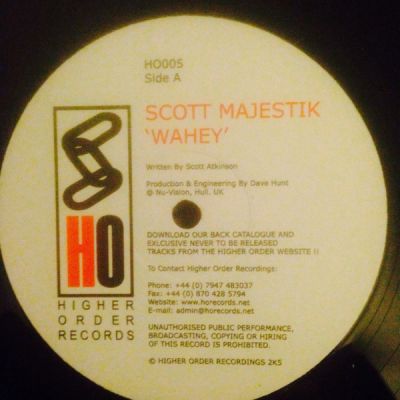 HO005
Side A
SCOTT MAJESTIK
'WAHEY'
Written By Scott Atkinson
Production & Engineering By Dave Hunt
@ Nu-Vision, Hull. UK
DOWNLOAD OUR BACK CATALOGUE AND
EXLCUSIVE NEVER TO BE RELEASED
TRACKS FROM THE HIGHER ORDER WEBSITE !!
To Contact Higher Order Recordings:
Phone: +44 (0) 7947 483037
Fax: +44 (0) 870 428 5794
Website: www.horecords.net
E-mail: admin@horecords.net
UNAUTHORISED PUBLIC PERFORMANCE,
BROADCASTING, COPYING OR HIRING
OF THIS RECORD IS PROHIBITED.
© HIGHER ORDER RECORDINGS 2K5
HO
HIGHER
ORDER
RECORDS